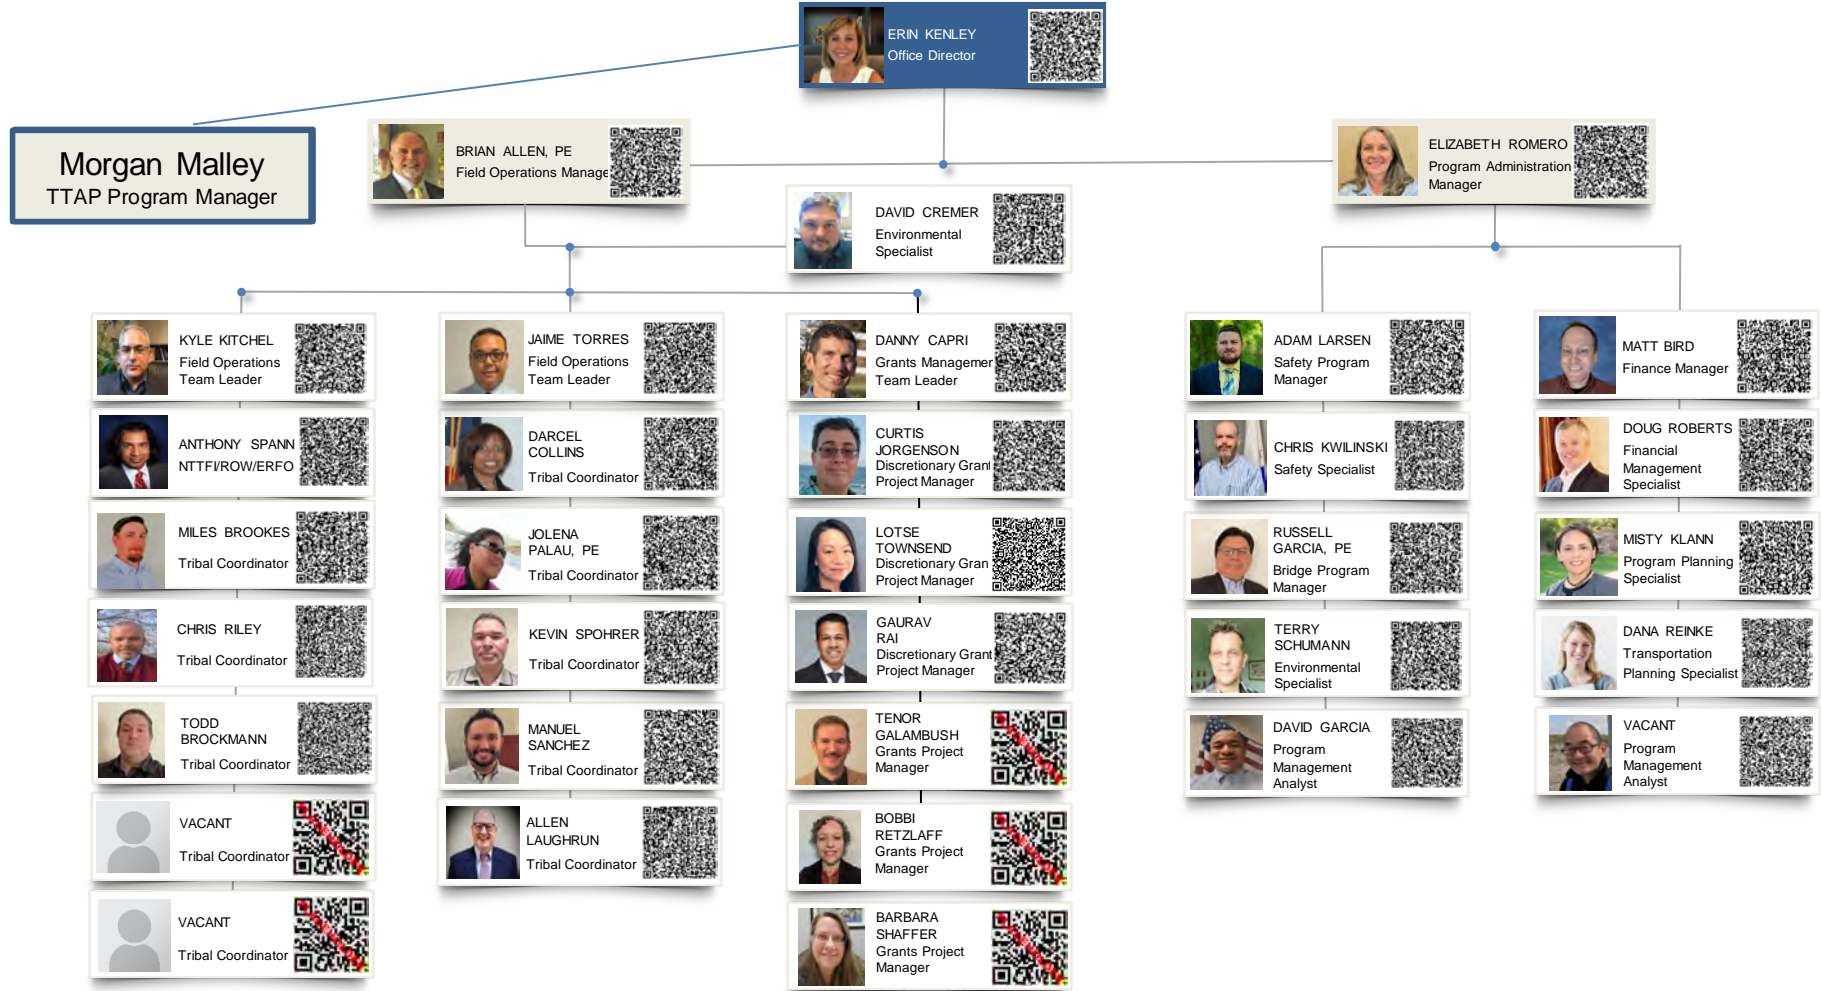 ERIN KENLEY
Office Director
Morgan Malley
TTAP Program Manager
BRIAN ALLEN, PE
Field Operations Manage
ELIZABETH ROMERO
Program Administration
Manager
DAVID CREMER
Environmental
Specialist
KYLE KITCHEL
Field Operations
Team Leader
ANTHONY SPANN
NTTFI/ROW/ERFO
MILES BROOKES
Tribal Coordinator
CHRIS RILEY
Tribal Coordinator
TODD
BROCKMANN
Tribal Coordinator
VACANT
Tribal Coordinator
VACANT
Tribal Coordinator
JAIME TORRES
Field Operations
Team Leader
DARCEL
COLLINS
Tribal Coordinator
JOLENA
PALAU, PE
Tribal Coordinator
KEVIN SPOHRER
Tribal Coordinator
MANUEL
SANCHEZ
Tribal Coordinator
ALLEN
LAUGHRUN
Tribal Coordinator
DANNY CAPRI
Grants Managemen
Team Leader
CURTIS
JORGENSON
Discretionary Grant
Project Manager
LOTSE
TOWNSEND
Discretionary Gran
Project Manager
GAURAV
RAI
Discretionary Grant
Project Manager
TENOR
GALAMBUSH
Grants Project
Manager
BOBBI
RETZLAFF
Grants Project
Manager
BARBARA
SHAFFER
Grants Project
Manager
ADAM LARSEN
Safety Program
Manager
CHRIS KWILINSKI
Safety Specialist
RUSSELL
GARCIA, PE
Bridge Program
Manager
TERRY
SCHUMANN
Environmental
Specialist
DAVID GARCIA
Program
Management
Analyst
MATT BIRD
Finance Manager
DOUG ROBERTS
Financial
Management
Specialist
MISTY KLANN
Program Planning
Specialist
DANA REINKE
Transportation
Planning Specialist
VACANT
Program
Management
Analyst